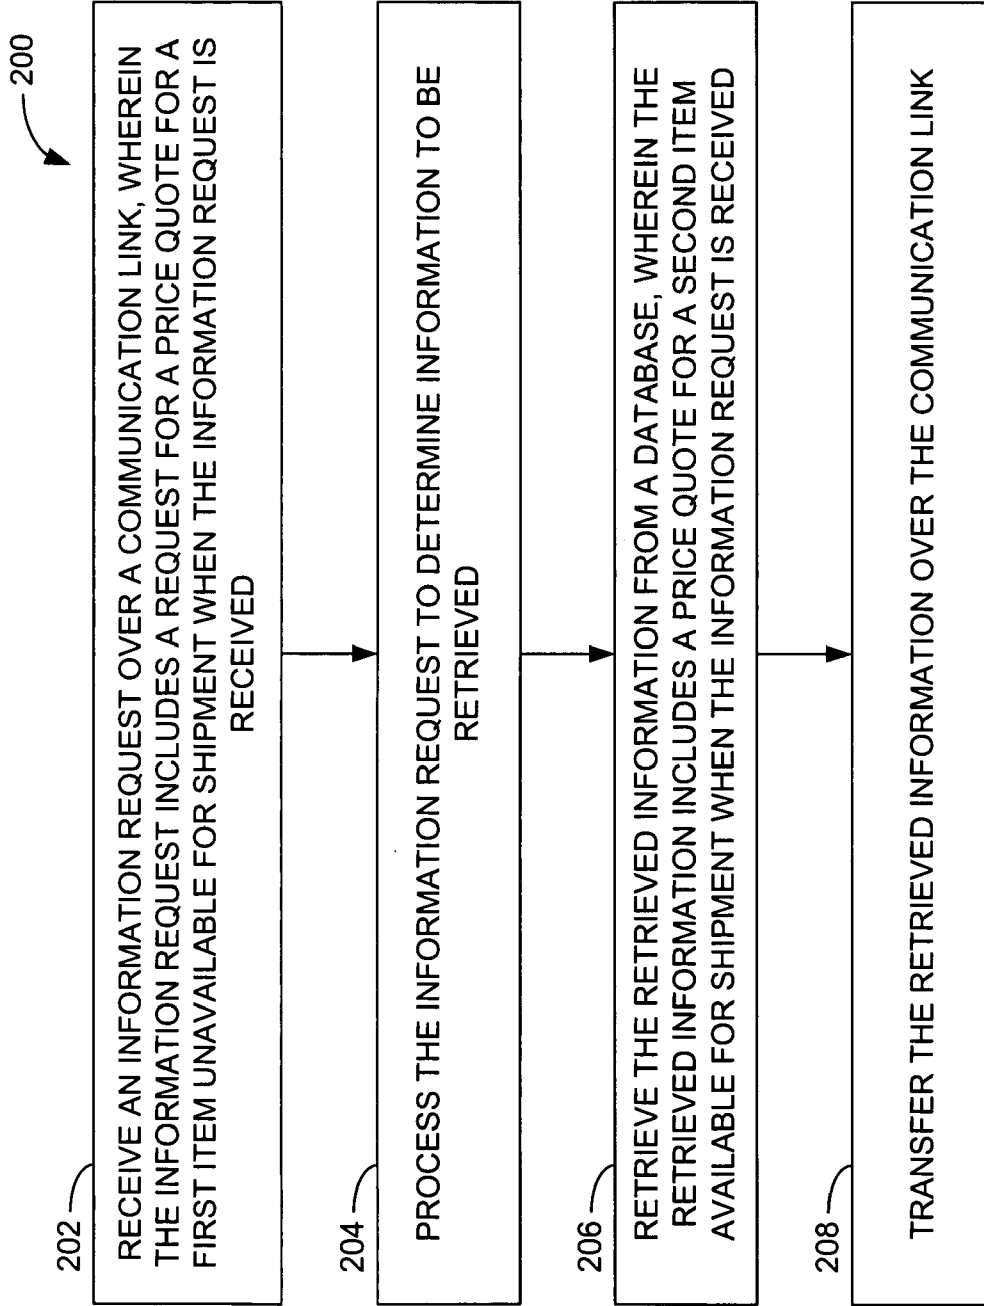 200
202
RECEIVE AN INFORMATION REQUEST OVER A COMMUNICATION LINK, WHEREIN
THE INFORMATION REQUEST INCLUDES A REQUEST FOR A PRICE QUOTE FOR A
FIRST ITEM UNAVAILABLE FOR SHIPMENT WHEN THE INFORMATION REQUEST IS
RECEIVED
204
PROCESS THE INFORMATION REQUEST TO DETERMINE INFORMATION TO BE
RETRIEVED
206
RETRIEVE THE RETRIEVED INFORMATION FROM A DATABASE, WHEREIN THE
RETRIEVED INFORMATION INCLUDES A PRICE QUOTE FOR A SECOND ITEM
AVAILABLE FOR SHIPMENT WHEN THE INFORMATION REQUEST IS RECEIVED
208
TRANSFER THE RETRIEVED INFORMATION OVER THE COMMUNICATION LINK